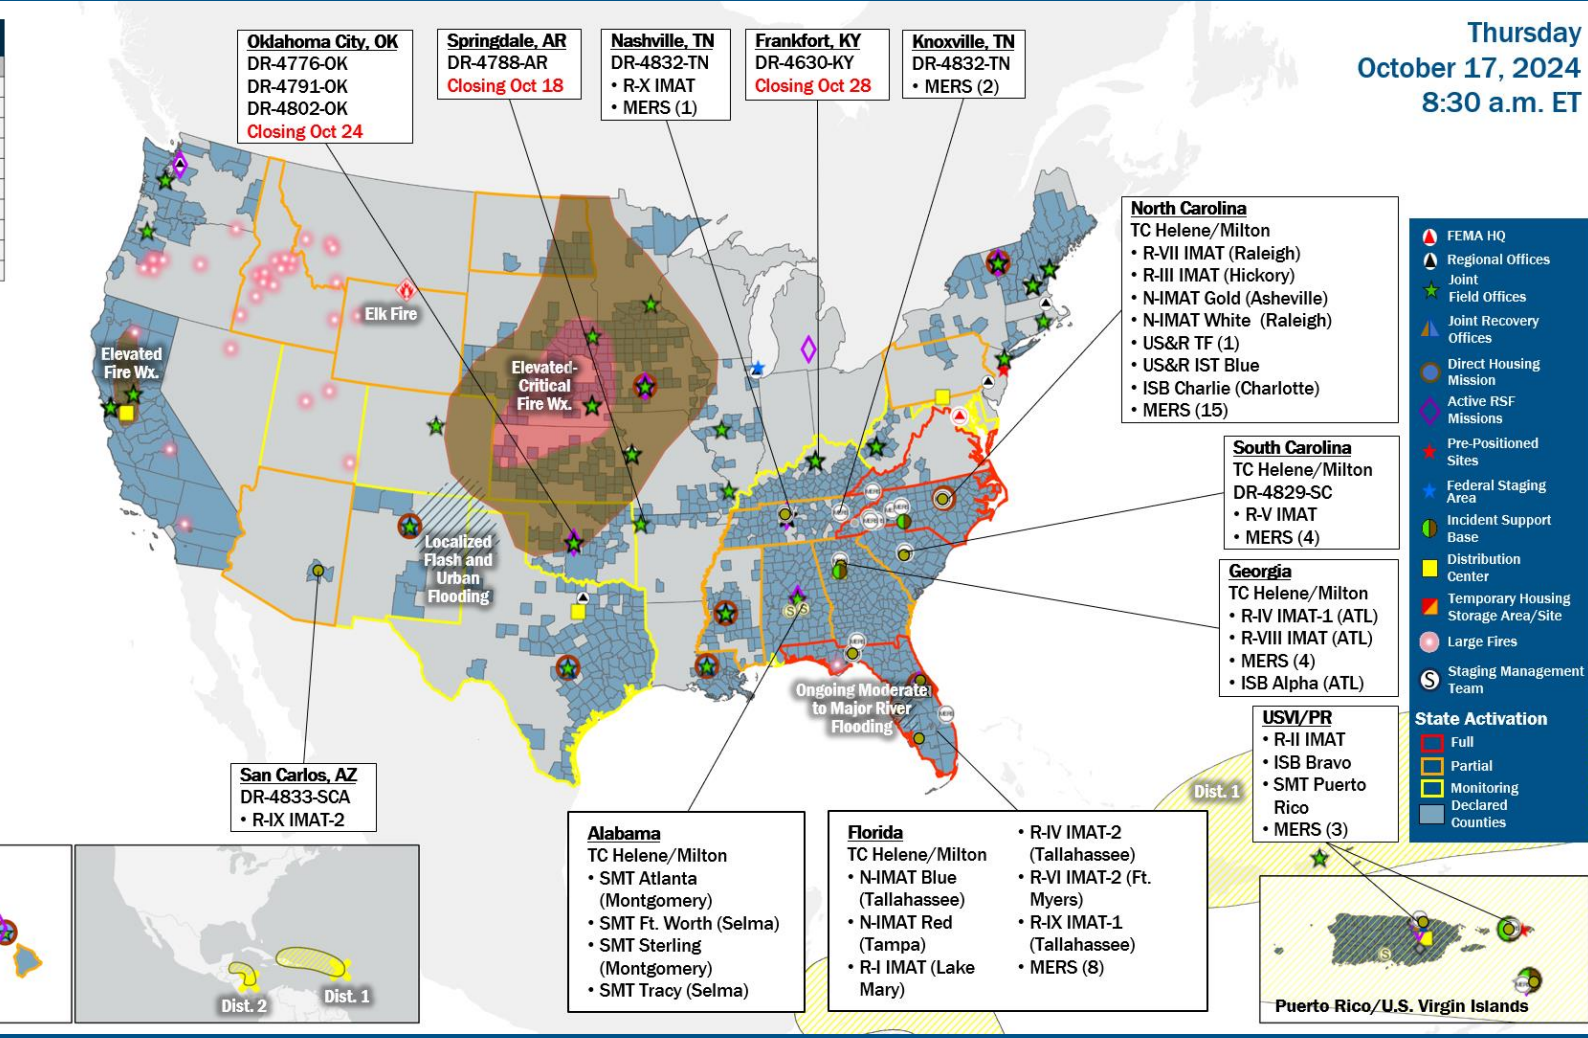 Thursday
October 17, 2024
8:30 a.m. ET
Oklahoma City, OK
DR-4776-OK
DR-4791-OK
DR-4802-OK
Closing Oct 24
Springdale, AR
DR-4788-AR
Closing Oct 18
Nashville, TN
DR-4832-TN
• R-X IMAT
• MERS (1)
Frankfort, KY
DR-4630-KY
Closing Oct 28
Knoxville, TN
DR-4832-TN
• MERS (2)
North Carolina
TC Helene/Milton
• R-VII IMAT (Raleigh)
• R-III IMAT (Hickory)
• N-IMAT Gold (Asheville)
• N-IMAT White (Raleigh)
• US&R TF (1)
• US&R IST Blue
• ISB Charlie (Charlotte)
• MERS (15)
South Carolina
TC Helene/Milton
DR-4829-SC
• R-V IMAT
• MERS (4)
Georgia
TC Helene/Milton
• R-IV IMAT-1 (ATL)
• R-VIII IMAT (ATL)
• MERS (4)
• ISB Alpha (ATL)
USVI/PR
• R-II IMAT
• ISB Bravo
• SMT Puerto
Rico
• MERS (3)
FEMA HQ
Regional Offices
Joint
Field Offices
Joint Recovery
Offices
Direct Housing
Mission
Active RSF
Missions
Pre-Positioned
Sites
Federal Staging
Area
Incident Support
Base
Distribution
Center
Temporary Housing
Storage Area/Site
Large Fires
S
Staging Management
Team
State Activation
Full
Partial
Monitoring
Declared
Counties
Elk Fire
Elevated
Fire Wx.
Elevated-
Critical
Fire Wx.
Localized
Flash and
Urban
Flooding
Ongoing Moderate
to Major River
Flooding
MERS
MERS
MERS
MERS
MERS
MERS
S
S
S
San Carlos, AZ
DR-4833-SCA
• R-IX IMAT-2
Alabama
TC Helene/Milton
• SMT Atlanta
(Montgomery)
• SMT Ft. Worth (Selma)
• SMT Sterling
(Montgomery)
• SMT Tracy (Selma)
Florida
TC Helene/Milton
• N-IMAT Blue
(Tallahassee)
• N-IMAT Red
(Tampa)
• R-I IMAT (Lake
Mary)
• R-IV IMAT-2
(Tallahassee)
• R-VI IMAT-2 (Ft.
Myers)
• R-IX IMAT-1
(Tallahassee)
• MERS (8)
Dist. 1
Dist. 2
Dist. 1
Puerto Rico/U.S. Virgin Islands